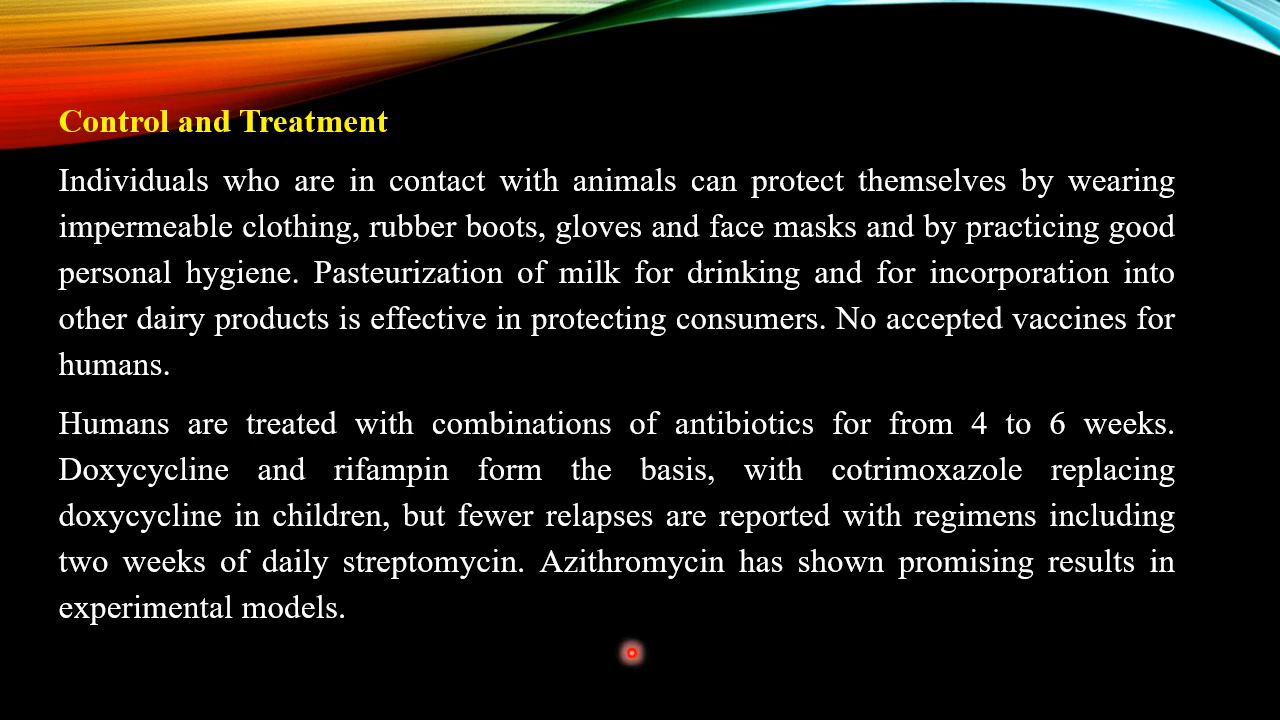 Control and Treatment
Individuals who are in contact with animals can protect themselves by wearing
impermeable clothing, rubber boots, gloves and face masks and by practicing good
personal hygiene. Pasteurization of milk for drinking and for incorporation into
other dairy products is effective in protecting consumers. No accepted vaccines for
humans.
Humans are treated with combinations of antibiotics for from 4 to 6 weeks.
Doxycycline and rifampin form the basis, with cotrimoxazole replacing
doxycycline in children, but fewer relapses are reported with regimens including
two weeks of daily streptomycin. Azithromycin has shown promising results in
experimental models.